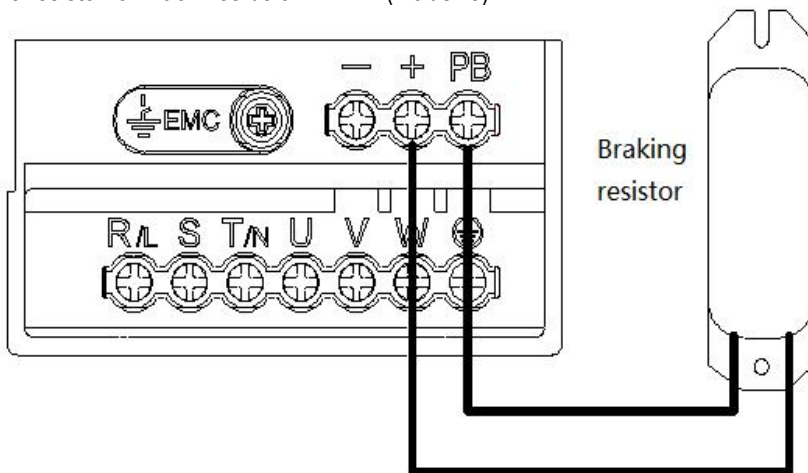 − + PB
EMC
Braking
resistor
R/L S T/N U V W